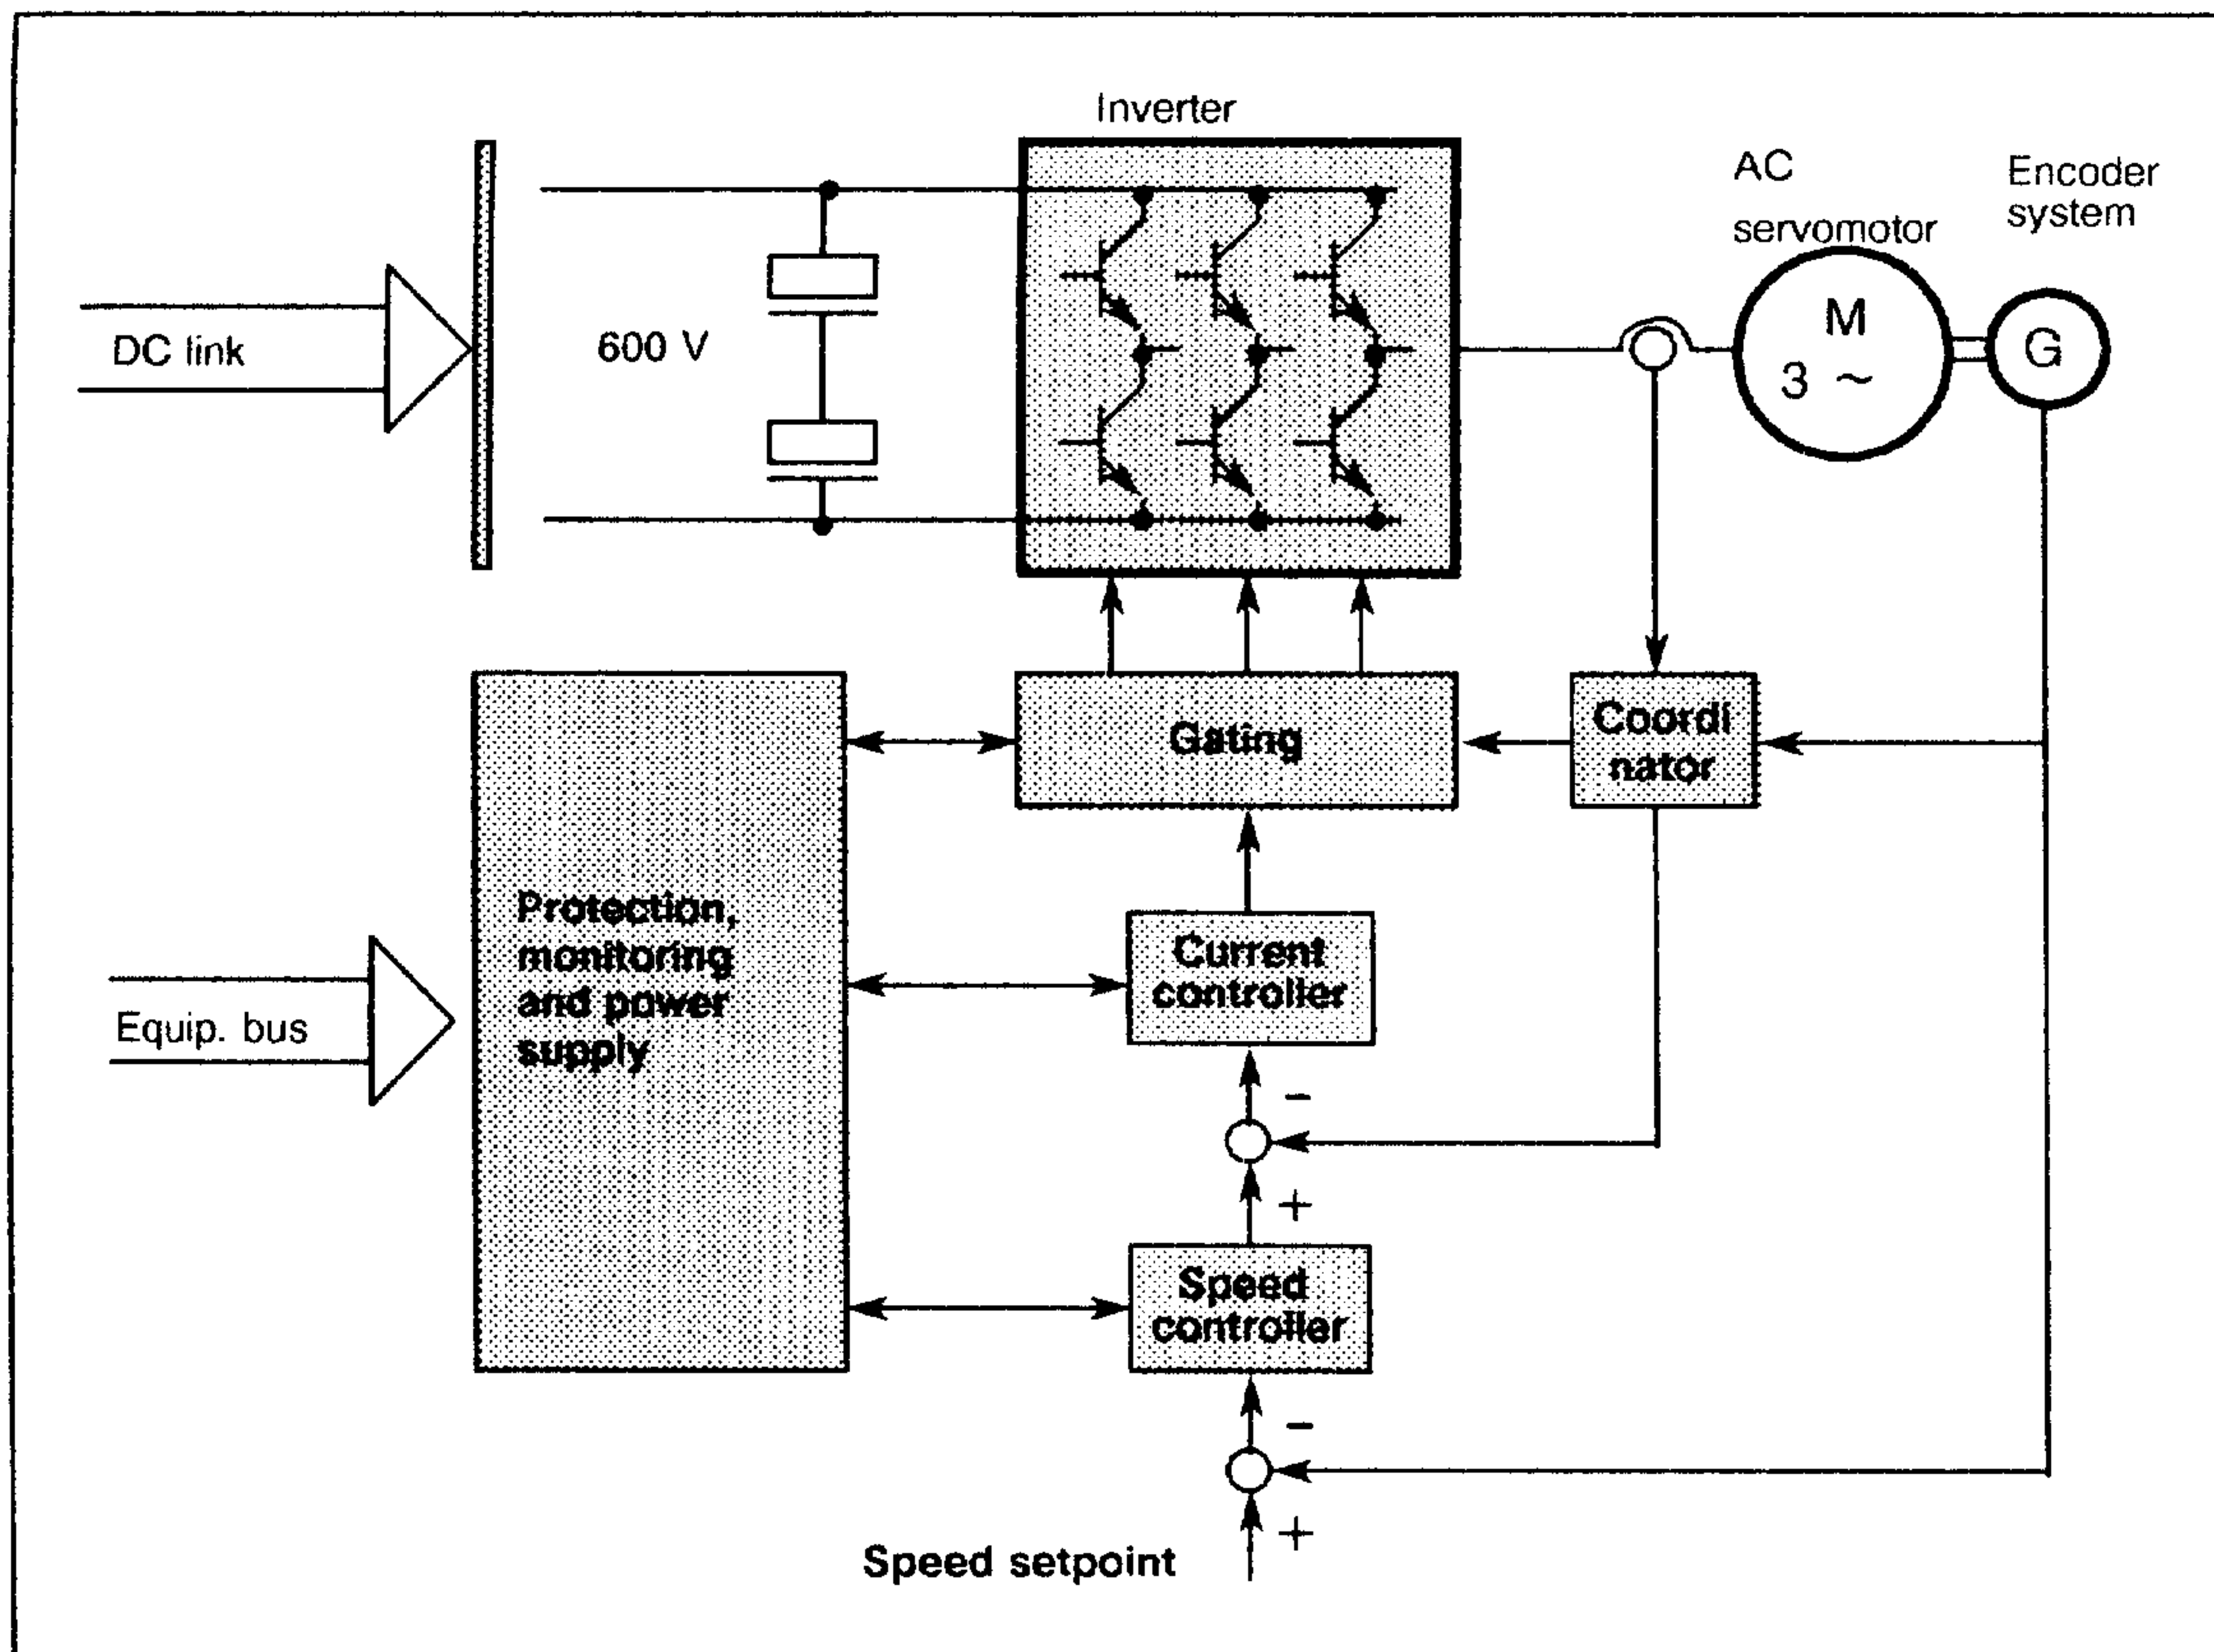 Inverter
AC
servomotor
Encoder
system
DC link
600 V
M
3 ~
G
Gating
Coordi
nator
Protection,
monitoring
and power
supply
Current
controller
Equip. bus
-
+
Speed
controller
-
+
Speed setpoint